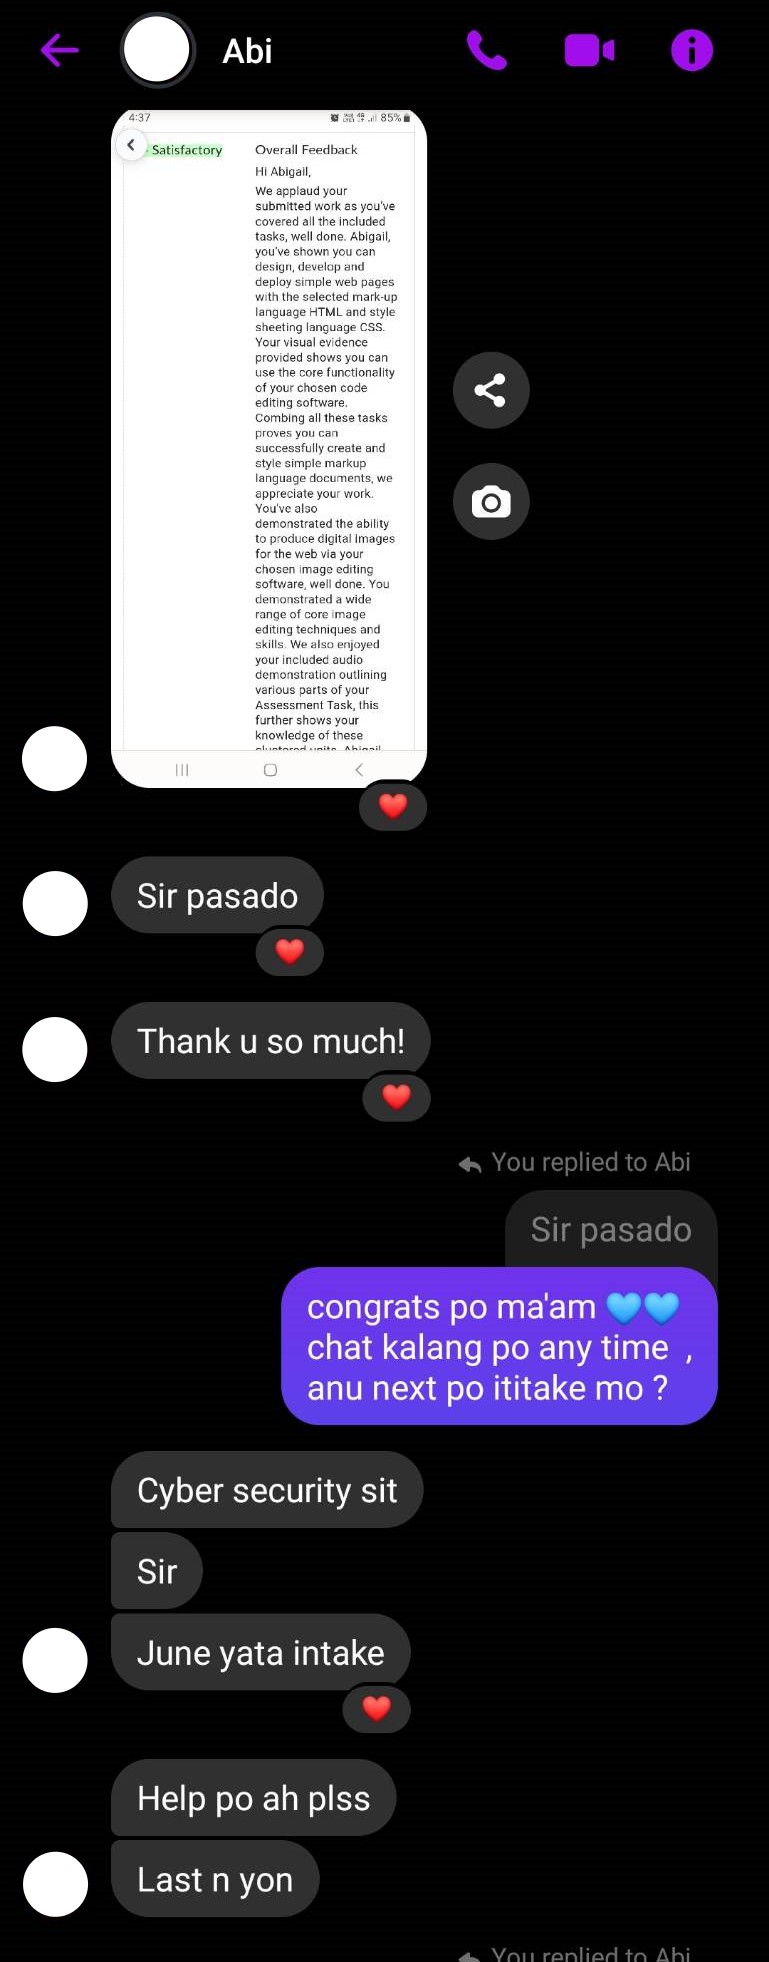 Abi
4:37
85%
Satisfactory
Overall Feedback
Hi Abigail,
We applaud your
submitted work as you've
covered all the included
tasks, well done. Abigail,
you've shown you can
design, develop and
deploy simple web pages
with the selected mark-up
language HTML and style
sheeting language CSS.
Your visual evidence
provided shows you can
use the core functionality
of your chosen code
editing software.
Combing all these tasks
proves you can
successfully create and
style simple markup
language documents, we
appreciate your work.
You've also
demonstrated the ability
to produce digital images
for the web via your
chosen image editing
software, well done. You
demonstrated a wide
range of core image
editing techniques and
skills. We also enjoyed
your included audio
demonstration outlining
various parts of your
Assessment Task, this
further shows your
knowledge of these
clustered units. Abigail
Sir pasado
Thank u so much!
You replied to Abi
Sir pasado
congrats po ma'am 🩵🩵
chat kalang po any time ,
anu next po ititake mo ?
Cyber security sit
Sir
June yata intake
Help po ah plss
Last n yon
You replied to Abi